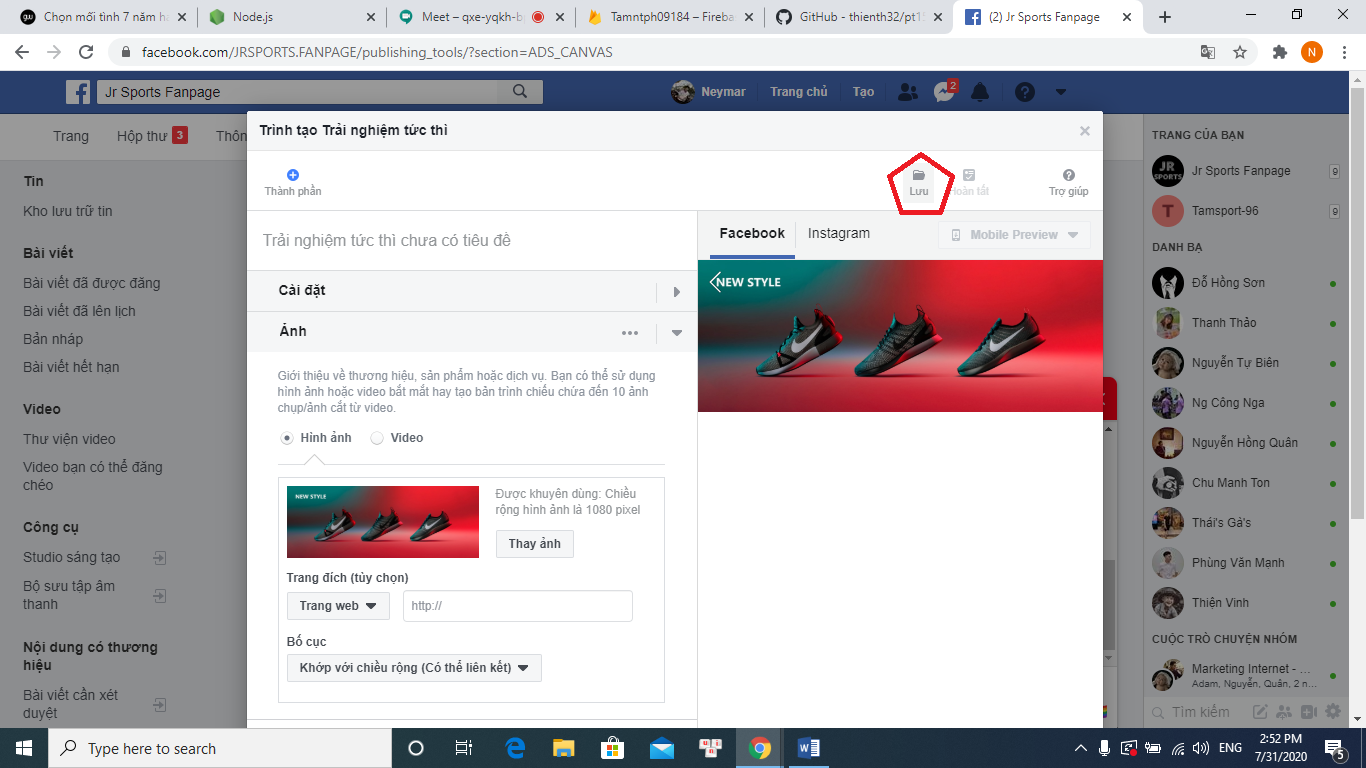 Chọn mối tình 7 năm hà
Node.js
Meet – qxe-yqkh-bp
Tamntph09184 – Fireba
GitHub - thienth32/pt15
(2) Jr Sports Fanpage
facebook.com/JRSPORTS.FANPAGE/publishing_tools/?section=ADS_CANVAS
N
Jr Sports Fanpage
Neymar
Trang chủ
Tạo
2
Trang
Hộp thư
3
Thôn
Tin
Kho lưu trữ tin
Bài viết
Bài viết đã được đăng
Bài viết đã lên lịch
Bản nháp
Bài viết hết hạn
Video
Thư viện video
Video bạn có thể đăng
chéo
Công cụ
Studio sáng tạo
Bộ sưu tập âm
thanh
Nội dung có thương
hiệu
Bài viết cần xét
duyệt
Trình tạo Trải nghiệm tức thì
Thành phần
Lưu
Hoàn tất
Trợ giúp
Trải nghiệm tức thì chưa có tiêu đề
Cài đặt
Ảnh
Giới thiệu về thương hiệu, sản phẩm hoặc dịch vụ. Bạn có thể sử dụng
hình ảnh hoặc video bắt mắt hay tạo bản trình chiếu chứa đến 10 ảnh
chụp/ảnh cắt từ video.
Hình ảnh
Video
NEW STYLE
Được khuyên dùng: Chiều
rộng hình ảnh là 1080 pixel
Thay ảnh
Trang đích (tùy chọn)
Trang web
http://
Bố cục
Khớp với chiều rộng (Có thể liên kết)
Facebook
Instagram
Mobile Preview
NEW STYLE
TRANG CỦA BẠN
JR
SPORTS
Jr Sports Fanpage
9
T
Tamsport-96
9
DANH BẠ
Đỗ Hồng Sơn
Thanh Thảo
Nguyễn Tự Biên
Ng Công Nga
Nguyễn Hồng Quân
Chu Manh Ton
Thái's Gả's
Phùng Văn Mạnh
Thiện Vinh
CUỘC TRÒ CHUYỆN NHÓM
Marketing Internet - ...
Adam, Nguyễn, Quân, 2 n...
Tìm kiếm
Type here to search
ENG
2:52 PM
7/31/2020
5